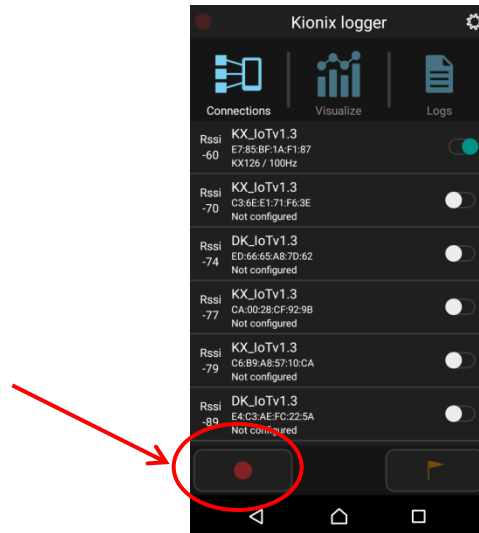 Kionix logger
Connections
Visualize
Logs
Rssi
-60
KX_IoTv1.3
E7:85:BF:1A:F1:87
KX126 / 100Hz
Rssi
-70
KX_IoTv1.3
C3:6E:E1:71:F6:3E
Not configured
Rssi
-74
DK_IoTv1.3
ED:66:65:A8:7D:62
Not configured
Rssi
-77
KX_IoTv1.3
CA:00:28:CF:92:9B
Not configured
Rssi
-79
KX_IoTv1.3
C6:B9:A8:57:10:CA
Not configured
Rssi
-89
DK_IoTv1.3
E4:C3:AE:FC:22:5A
Not configured